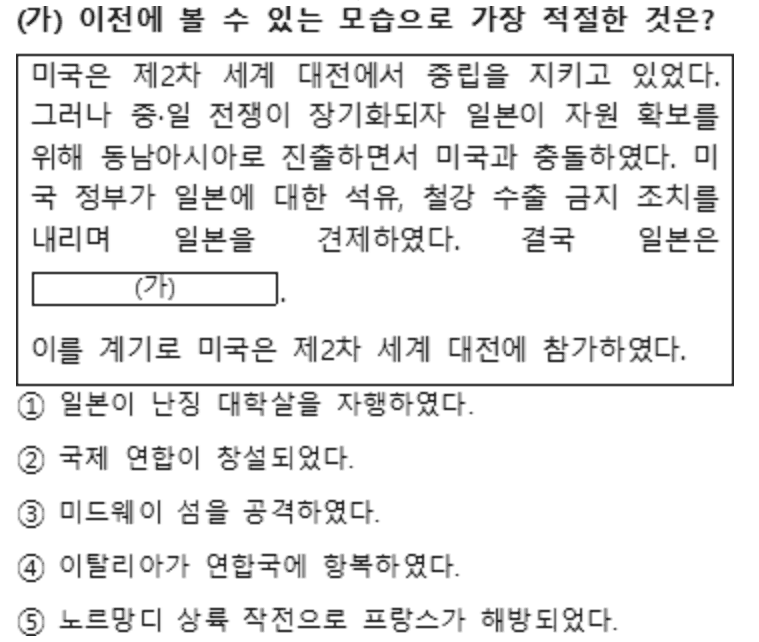 (가) 이전에 볼 수 있는 모습으로 가장 적절한 것은?
미국은 제2차 세계 대전에서 중립을 지키고 있었다.
그러나 중·일 전쟁이 장기화되자 일본이 자원 확보를
위해 동남아시아로 진출하면서 미국과 충돌하였다. 미
국 정부가 일본에 대한 석유, 철강 수출 금지 조치를
내리며 일본을 견제하였다. 결국 일본은
(가).
이를 계기로 미국은 제2차 세계 대전에 참가하였다.
① 일본이 난징 대학살을 자행하였다.
② 국제 연합이 창설되었다.
③ 미드웨이 섬을 공격하였다.
④ 이탈리아가 연합국에 항복하였다.
⑤ 노르망디 상륙 작전으로 프랑스가 해방되었다.